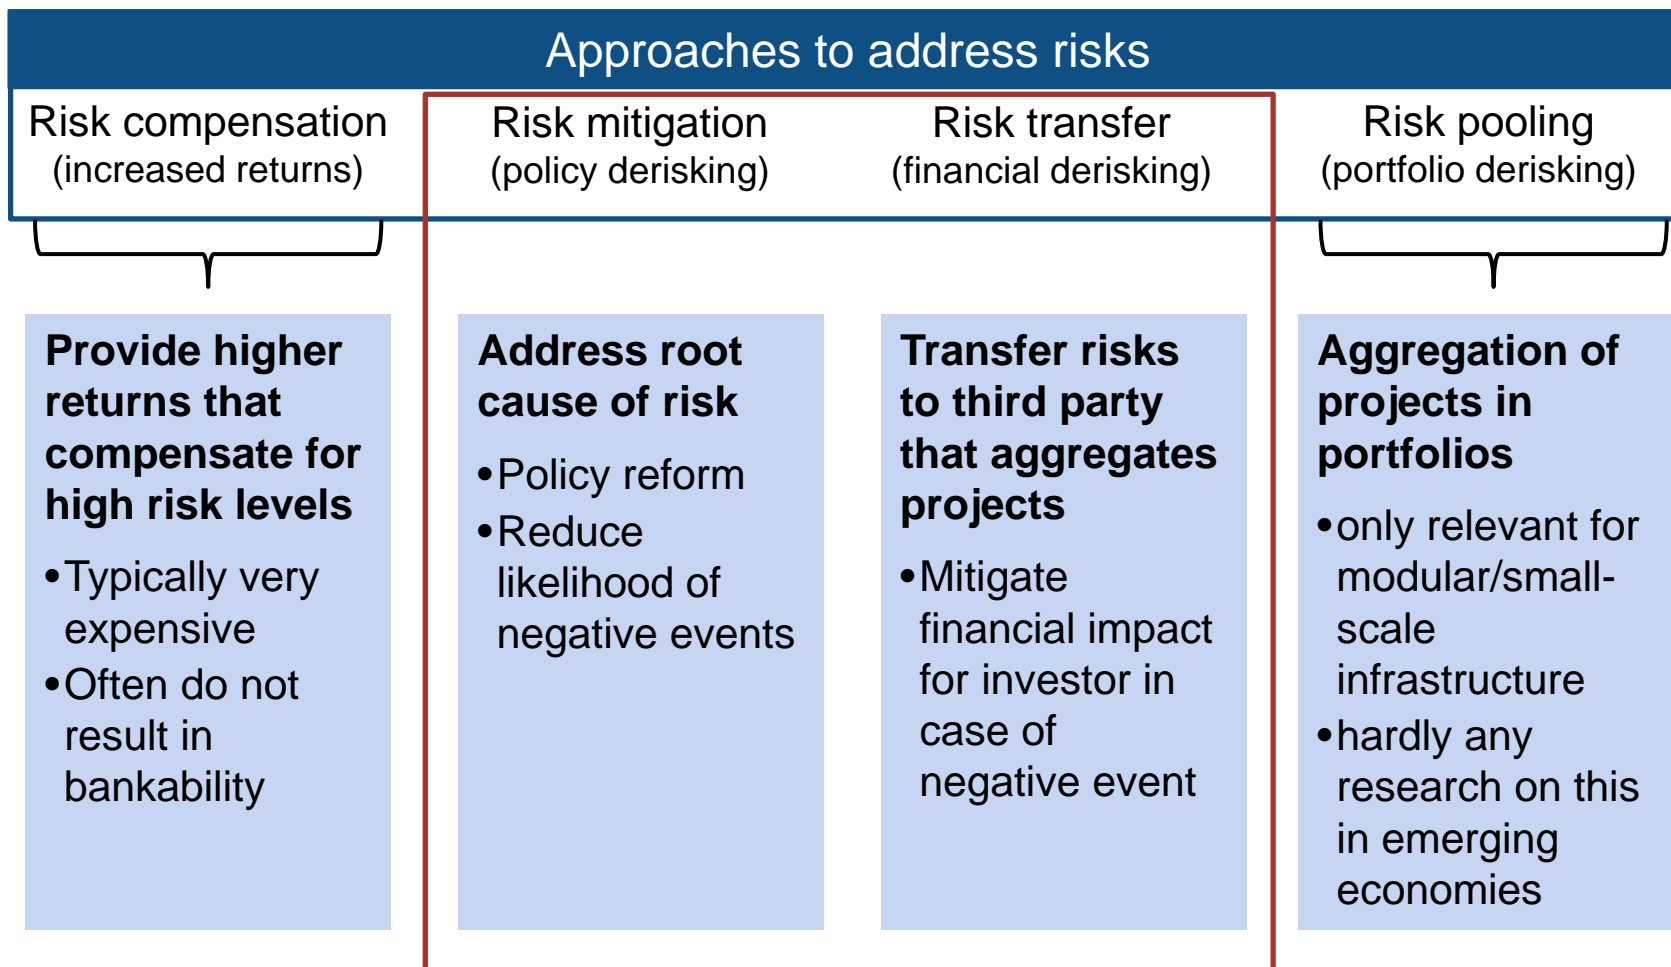 Approaches to address risks
Risk compensation
(increased returns)
Risk mitigation
(policy derisking)
Risk transfer
(financial derisking)
Risk pooling
(portfolio derisking)
Provide higher
returns that
compensate for
high risk levels
•Typically very
expensive
•Often do not
result in
bankability
Address root
cause of risk
•Policy reform
•Reduce
likelihood of
negative events
Transfer risks
to third party
that aggregates
projects
•Mitigate
financial impact
for investor in
case of
negative event
Aggregation of
projects in
portfolios
•only relevant for
modular/small-
scale
infrastructure
•hardly any
research on this
in emerging
economies